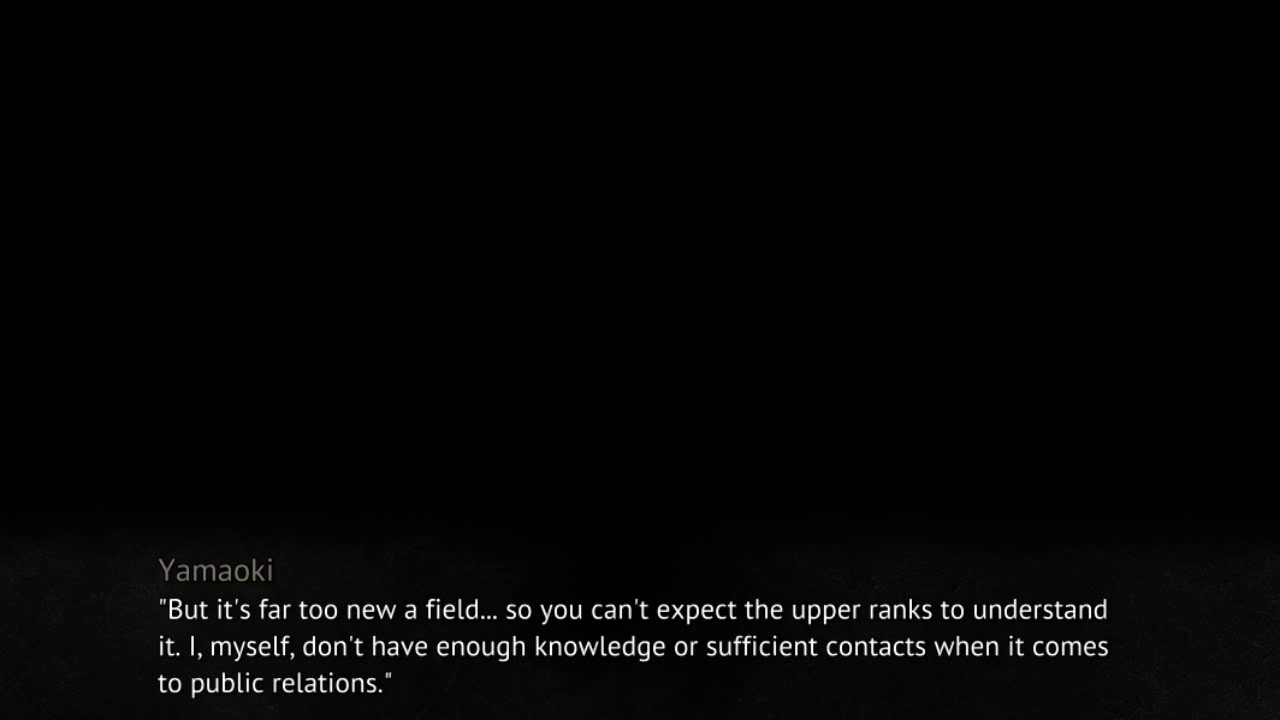 Yamaoki
"But it's far too new a field... so you can't expect the upper ranks to understand
it. I, myself, don't have enough knowledge or sufficient contacts when it comes
to public relations."